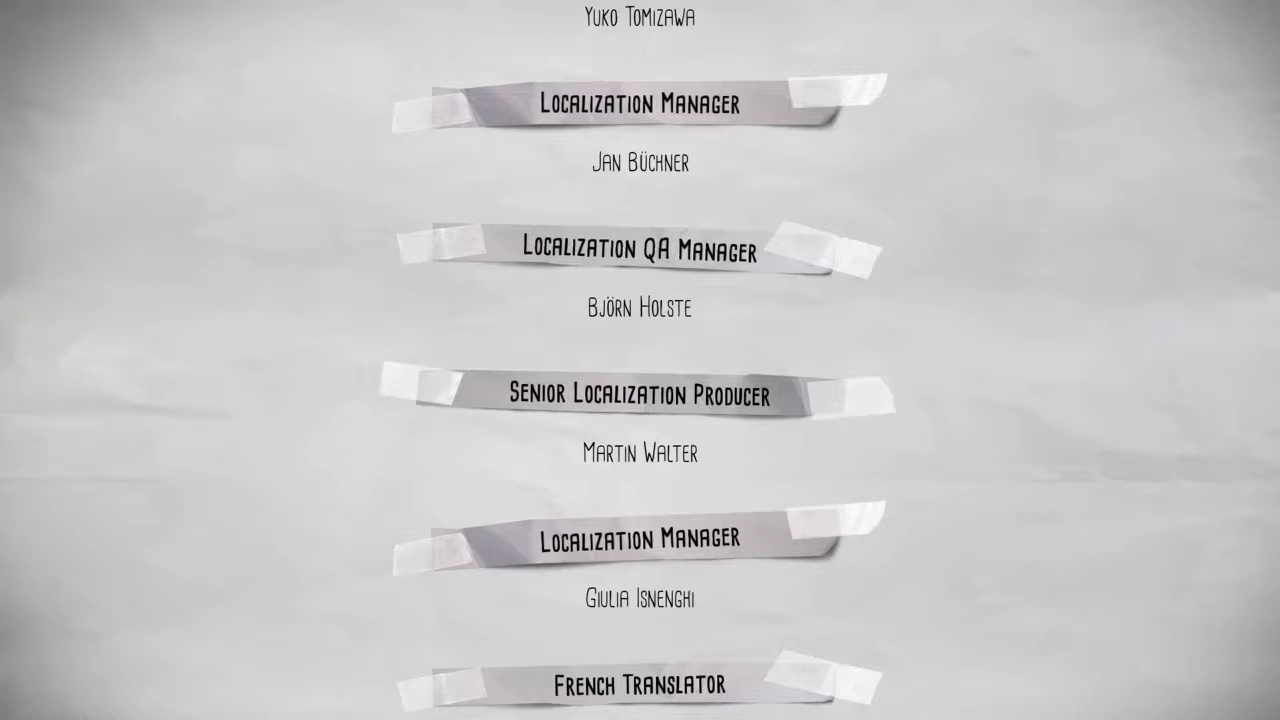 Yuko Tomizawa
Localization Manager
Jan Büchner
Localization QA Manager
Björn Holste
Senior Localization Producer
Martin Walter
Localization Manager
Giulia Isnenghi
French Translator